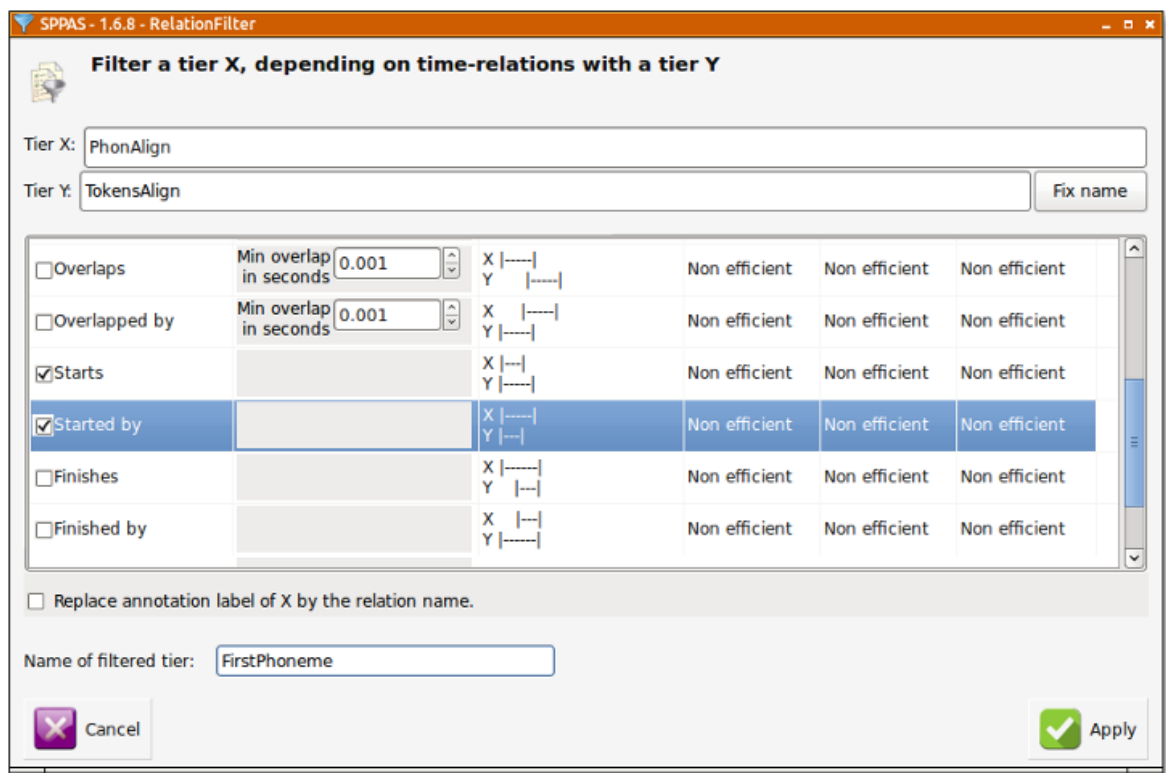 SPPAS - 1.6.8 - RelationFilter
Filter a tier X, depending on time-relations with a tier Y
Tier X: PhonAlign
Tier Y: TokensAlign Fix name
Overlaps Min overlap in seconds 0.001 X |-----| Y |-----| Non efficient Non efficient Non efficient
Overlapped by Min overlap in seconds 0.001 X |-----| Y |-----| Non efficient Non efficient Non efficient
Starts X |---| Y |-----| Non efficient Non efficient Non efficient
Started by X |-----| Y |---| Non efficient Non efficient Non efficient
Finishes X |------| Y |---| Non efficient Non efficient Non efficient
Finished by X |---| Y |------| Non efficient Non efficient Non efficient
Replace annotation label of X by the relation name.
Name of filtered tier: FirstPhoneme
Cancel Apply